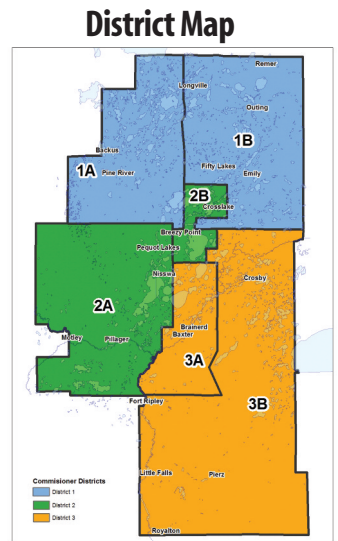 District Map
Remer
Longville
Outing
1B
Backus
Fifty Lakes
Emily
1A
Pine River
2B
Crosslake
Breezy Point
Pequot Lakes
Nisswa
Crosby
2A
Brainerd
Baxter
Motley
Pillager
3A
Fort Ripley
3B
Little Falls
Pierz
Commisioner Districts
District 1
District 2
District 3
Royalton